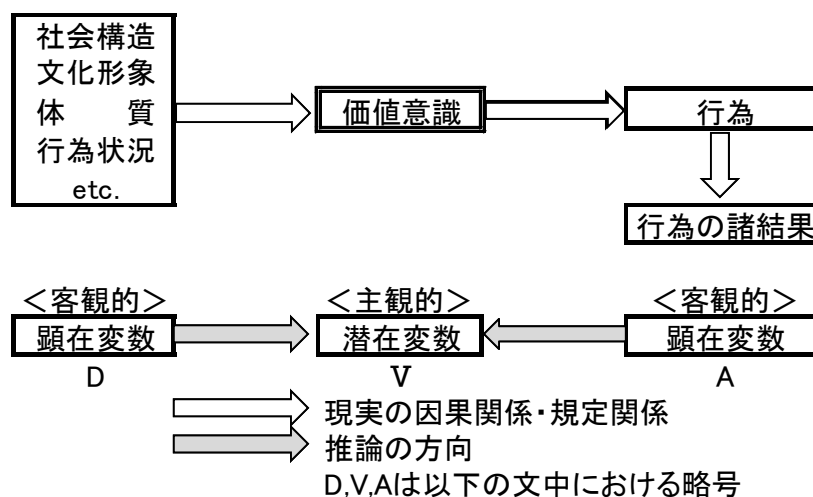 社会構造
文化形象
体　　質
行為状況
etc.
価値意識
行為
行為の諸結果
＜客観的＞
＜主観的＞
＜客観的＞
顕在変数
潜在変数
顕在変数
D
V
A
現実の因果関係・規定関係
推論の方向
D,V,Aは以下の文中における略号